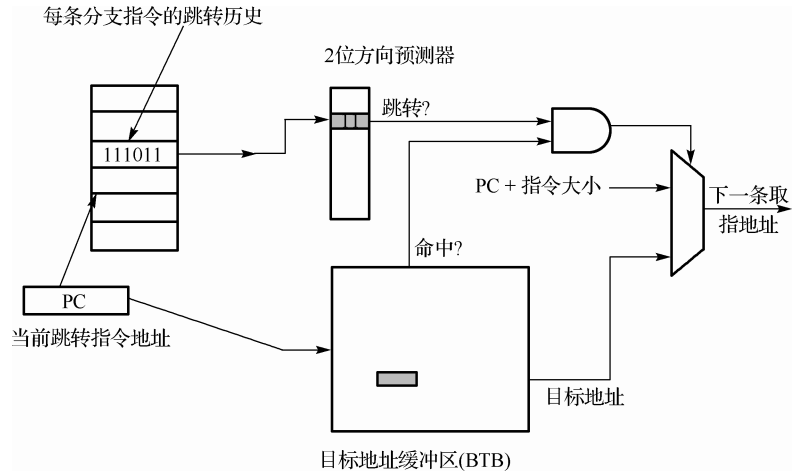 每条分支指令的跳转历史
2位方向预测器
跳转?
111011
PC + 指令大小
下一条取
指地址
命中?
PC
当前跳转指令地址
目标地址
目标地址缓冲区(BTB)